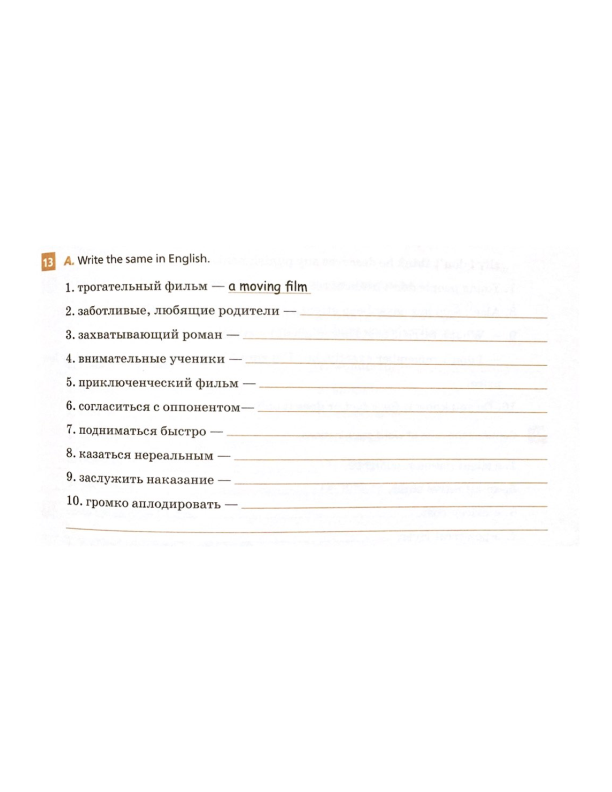 13 A. Write the same in English.
1. трогательный фильм — a moving film
2. заботливые, любящие родители —
3. захватывающий роман —
4. внимательные ученики —
5. приключенческий фильм —
6. согласиться с оппонентом—
7. подниматься быстро —
8. казаться нереальным —
9. заслужить наказание —
10. громко аплодировать —